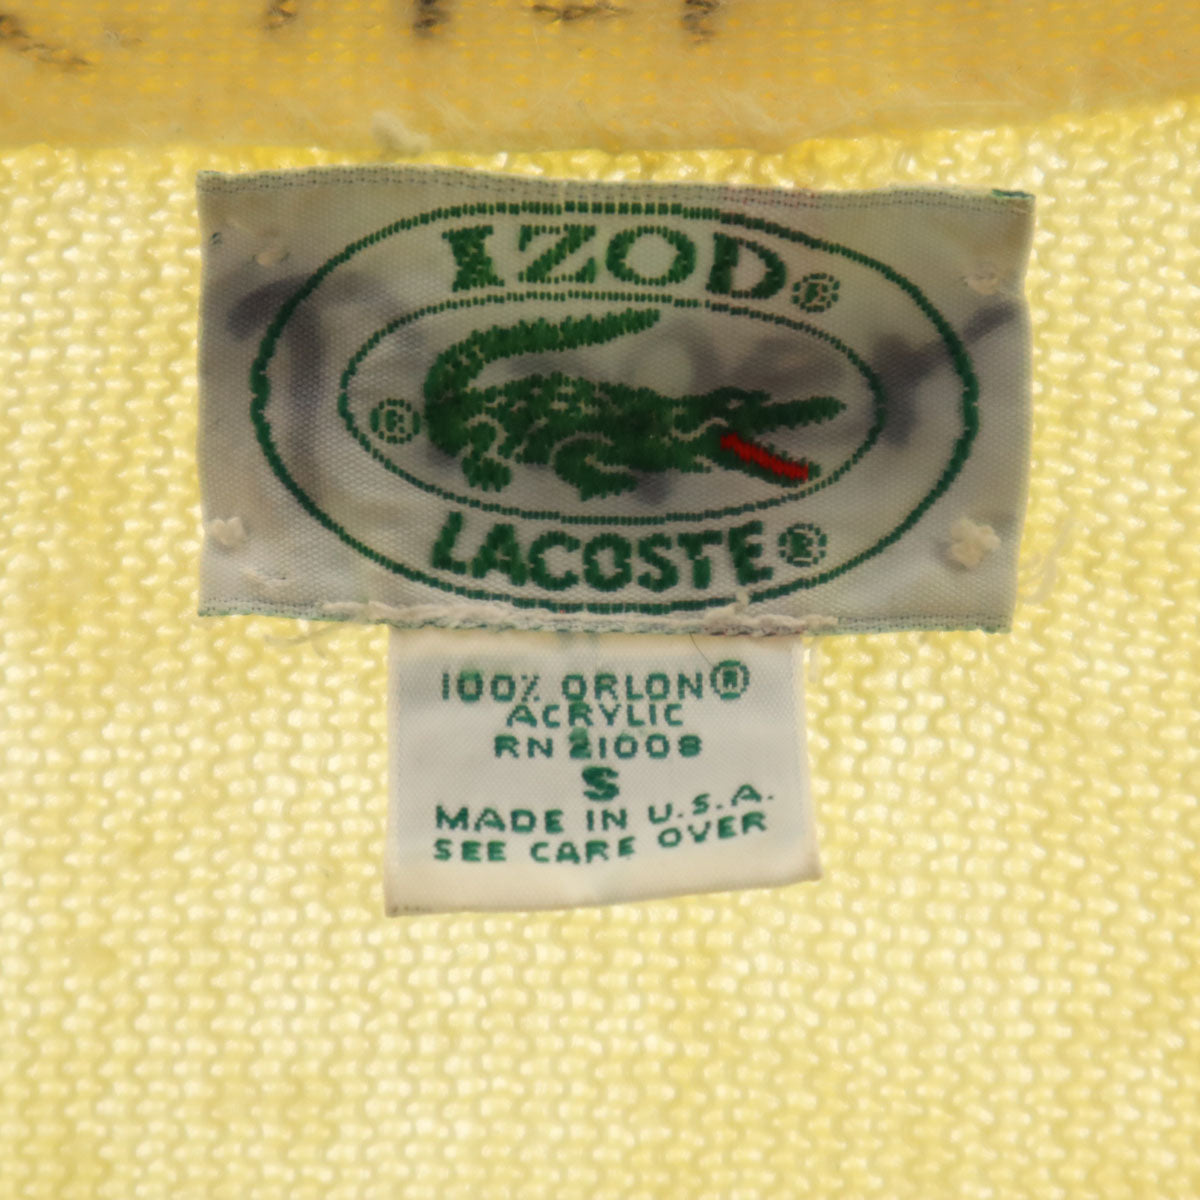 IZOD®
®
LACOSTE®
100% ORLON®
ACRYLIC
RN 21008
S
MADE IN U.S.A.
SEE CARE OVER